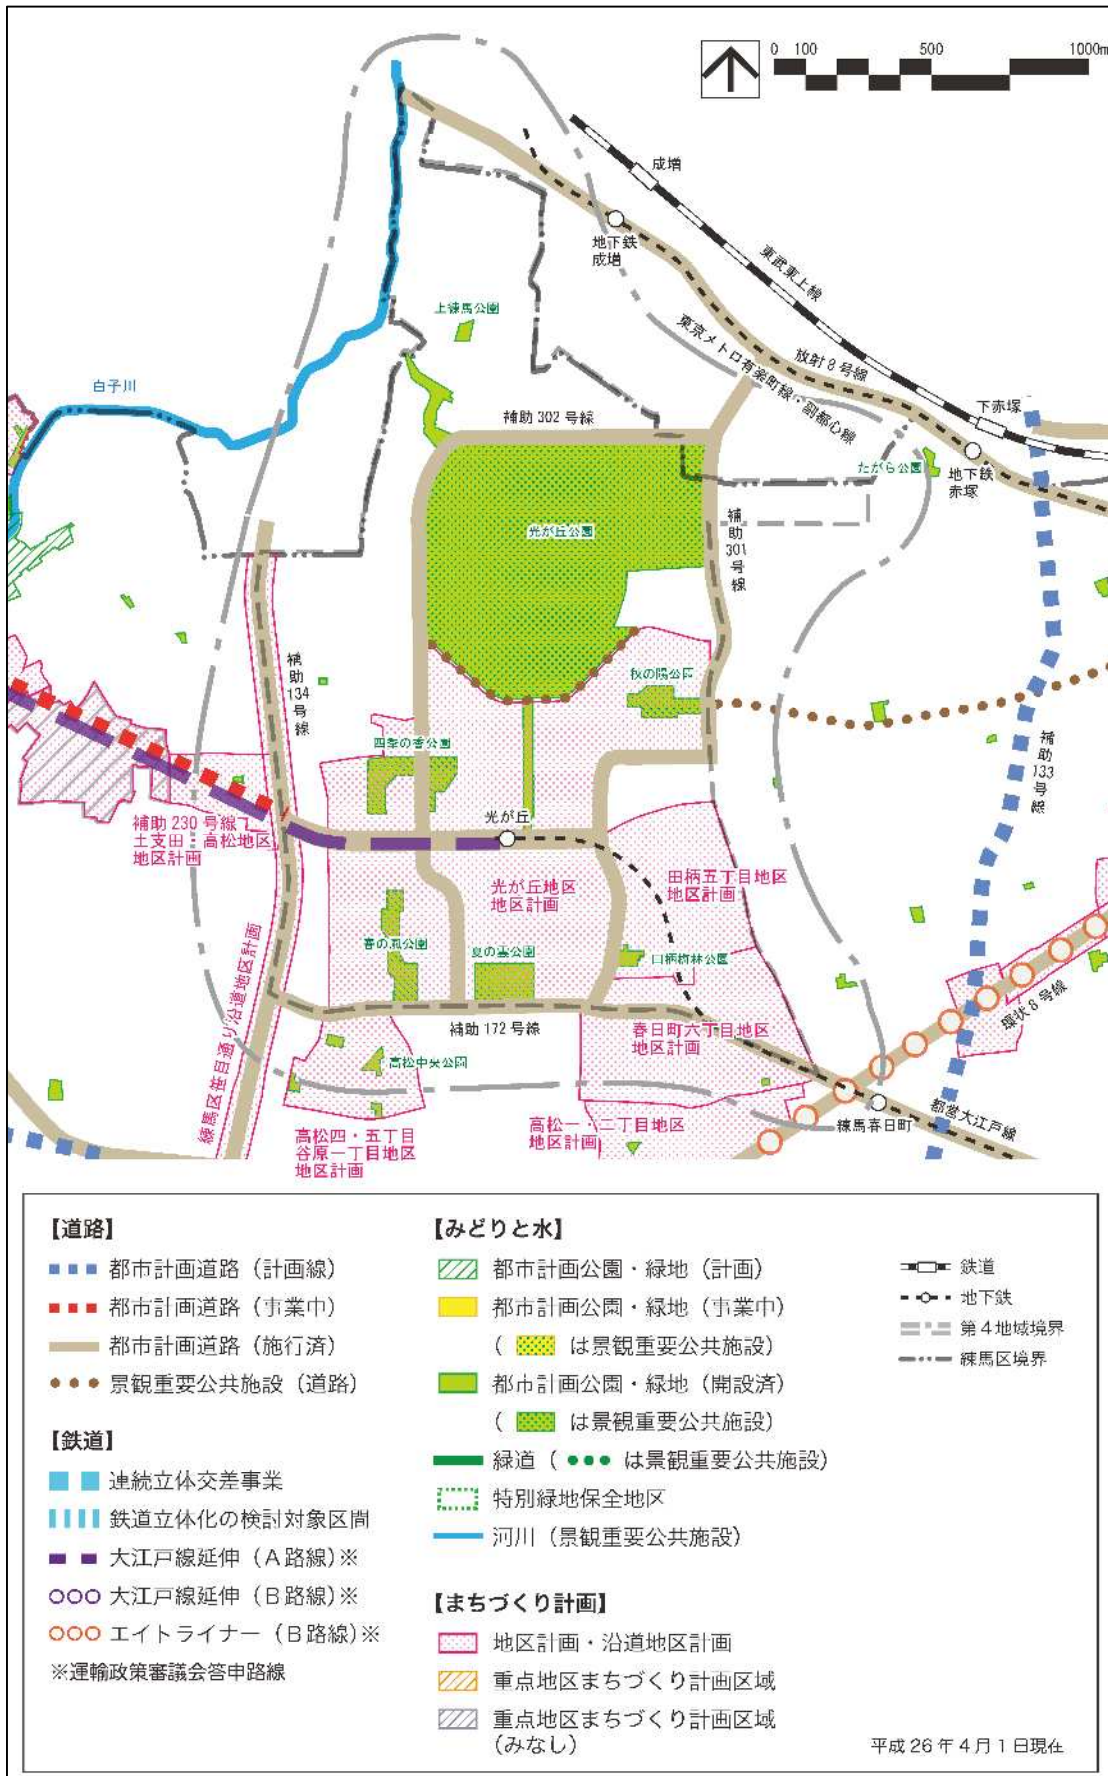 0 100 500 1000m
成増
地下鉄
成増
東武東上線
上練馬公園
東京メトロ有楽町線・副都心線
放射8号線
白子川
下赤塚
補助302号線
たがら公園
地下鉄
赤塚
光が丘公園
補助301号線
秋の陽公園
補助134号線
四季の香公園
補助133号線
光が丘
補助230号線
土支田・高松地区
地区計画
田柄五丁目地区
地区計画
光が丘地区
地区計画
春の風公園
夏の雲公園
田柄梅林公園
練馬区笹目通り沿道地区計画
環状8号線
補助172号線
春日町六丁目地区
地区計画
高松中央公園
都営大江戸線
練馬春日町
高松四・五丁目
谷原一丁目地区
地区計画
高松一・二丁目地区
地区計画
【道路】
都市計画道路（計画線）
都市計画道路（事業中）
都市計画道路（施行済）
景観重要公共施設（道路）
【鉄道】
連続立体交差事業
鉄道立体化の検討対象区間
大江戸線延伸（A路線）※
大江戸線延伸（B路線）※
エイトライナー（B路線）※
※運輸政策審議会答申路線
【みどりと水】
都市計画公園・緑地（計画）
都市計画公園・緑地（事業中）
（ は景観重要公共施設）
都市計画公園・緑地（開設済）
（ は景観重要公共施設）
緑道（ は景観重要公共施設）
特別緑地保全地区
河川（景観重要公共施設）
【まちづくり計画】
地区計画・沿道地区計画
重点地区まちづくり計画区域
重点地区まちづくり計画区域
（みなし）
鉄道
地下鉄
第4地域境界
練馬区境界
平成26年4月1日現在